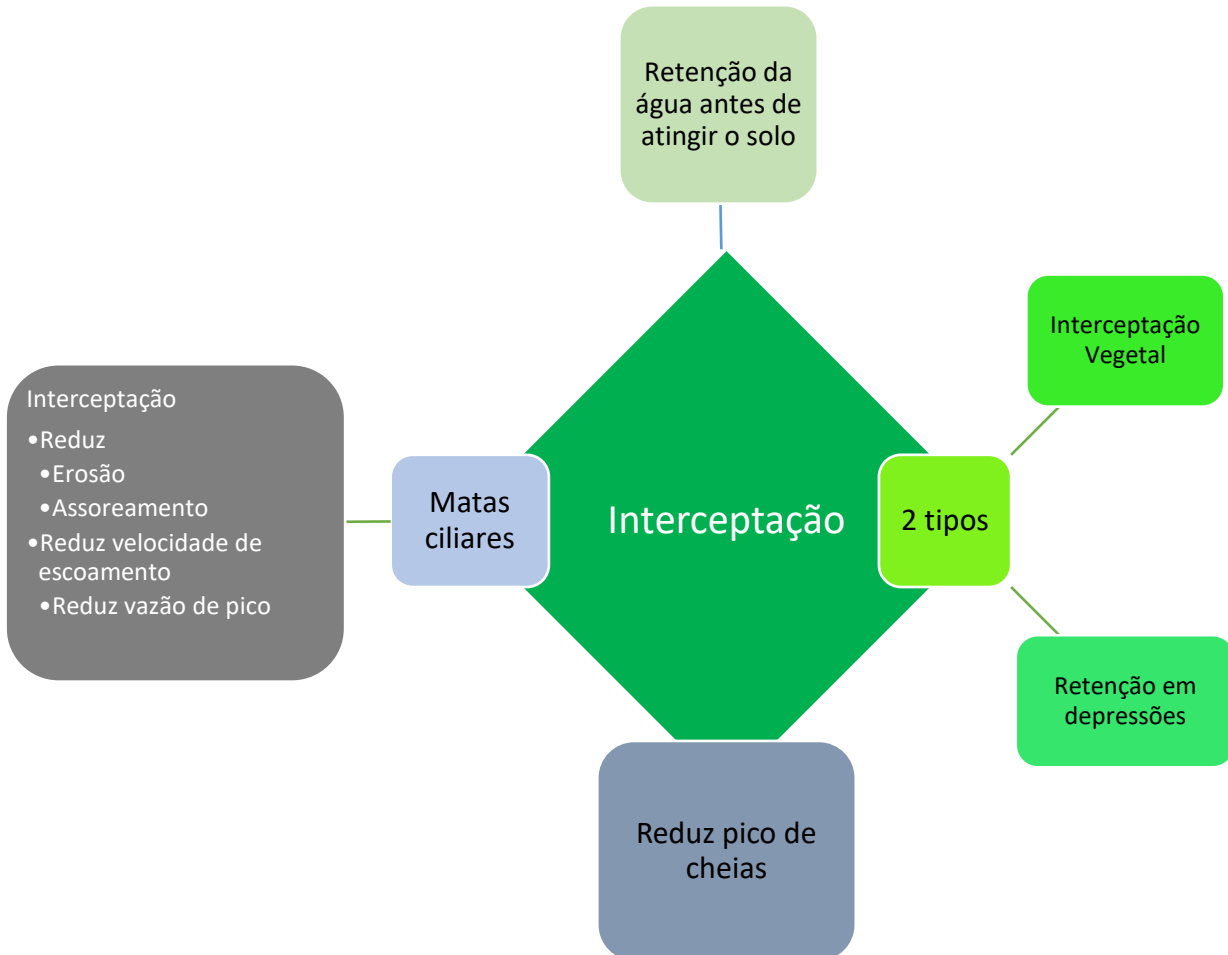 Retenção da
água antes de
atingir o solo
Interceptação
Vegetal
Interceptação
•Reduz
•Erosão
•Assoreamento
•Reduz velocidade de
escoamento
•Reduz vazão de pico
Matas
ciliares
Interceptação
2 tipos
Retenção em
depressões
Reduz pico de
cheias